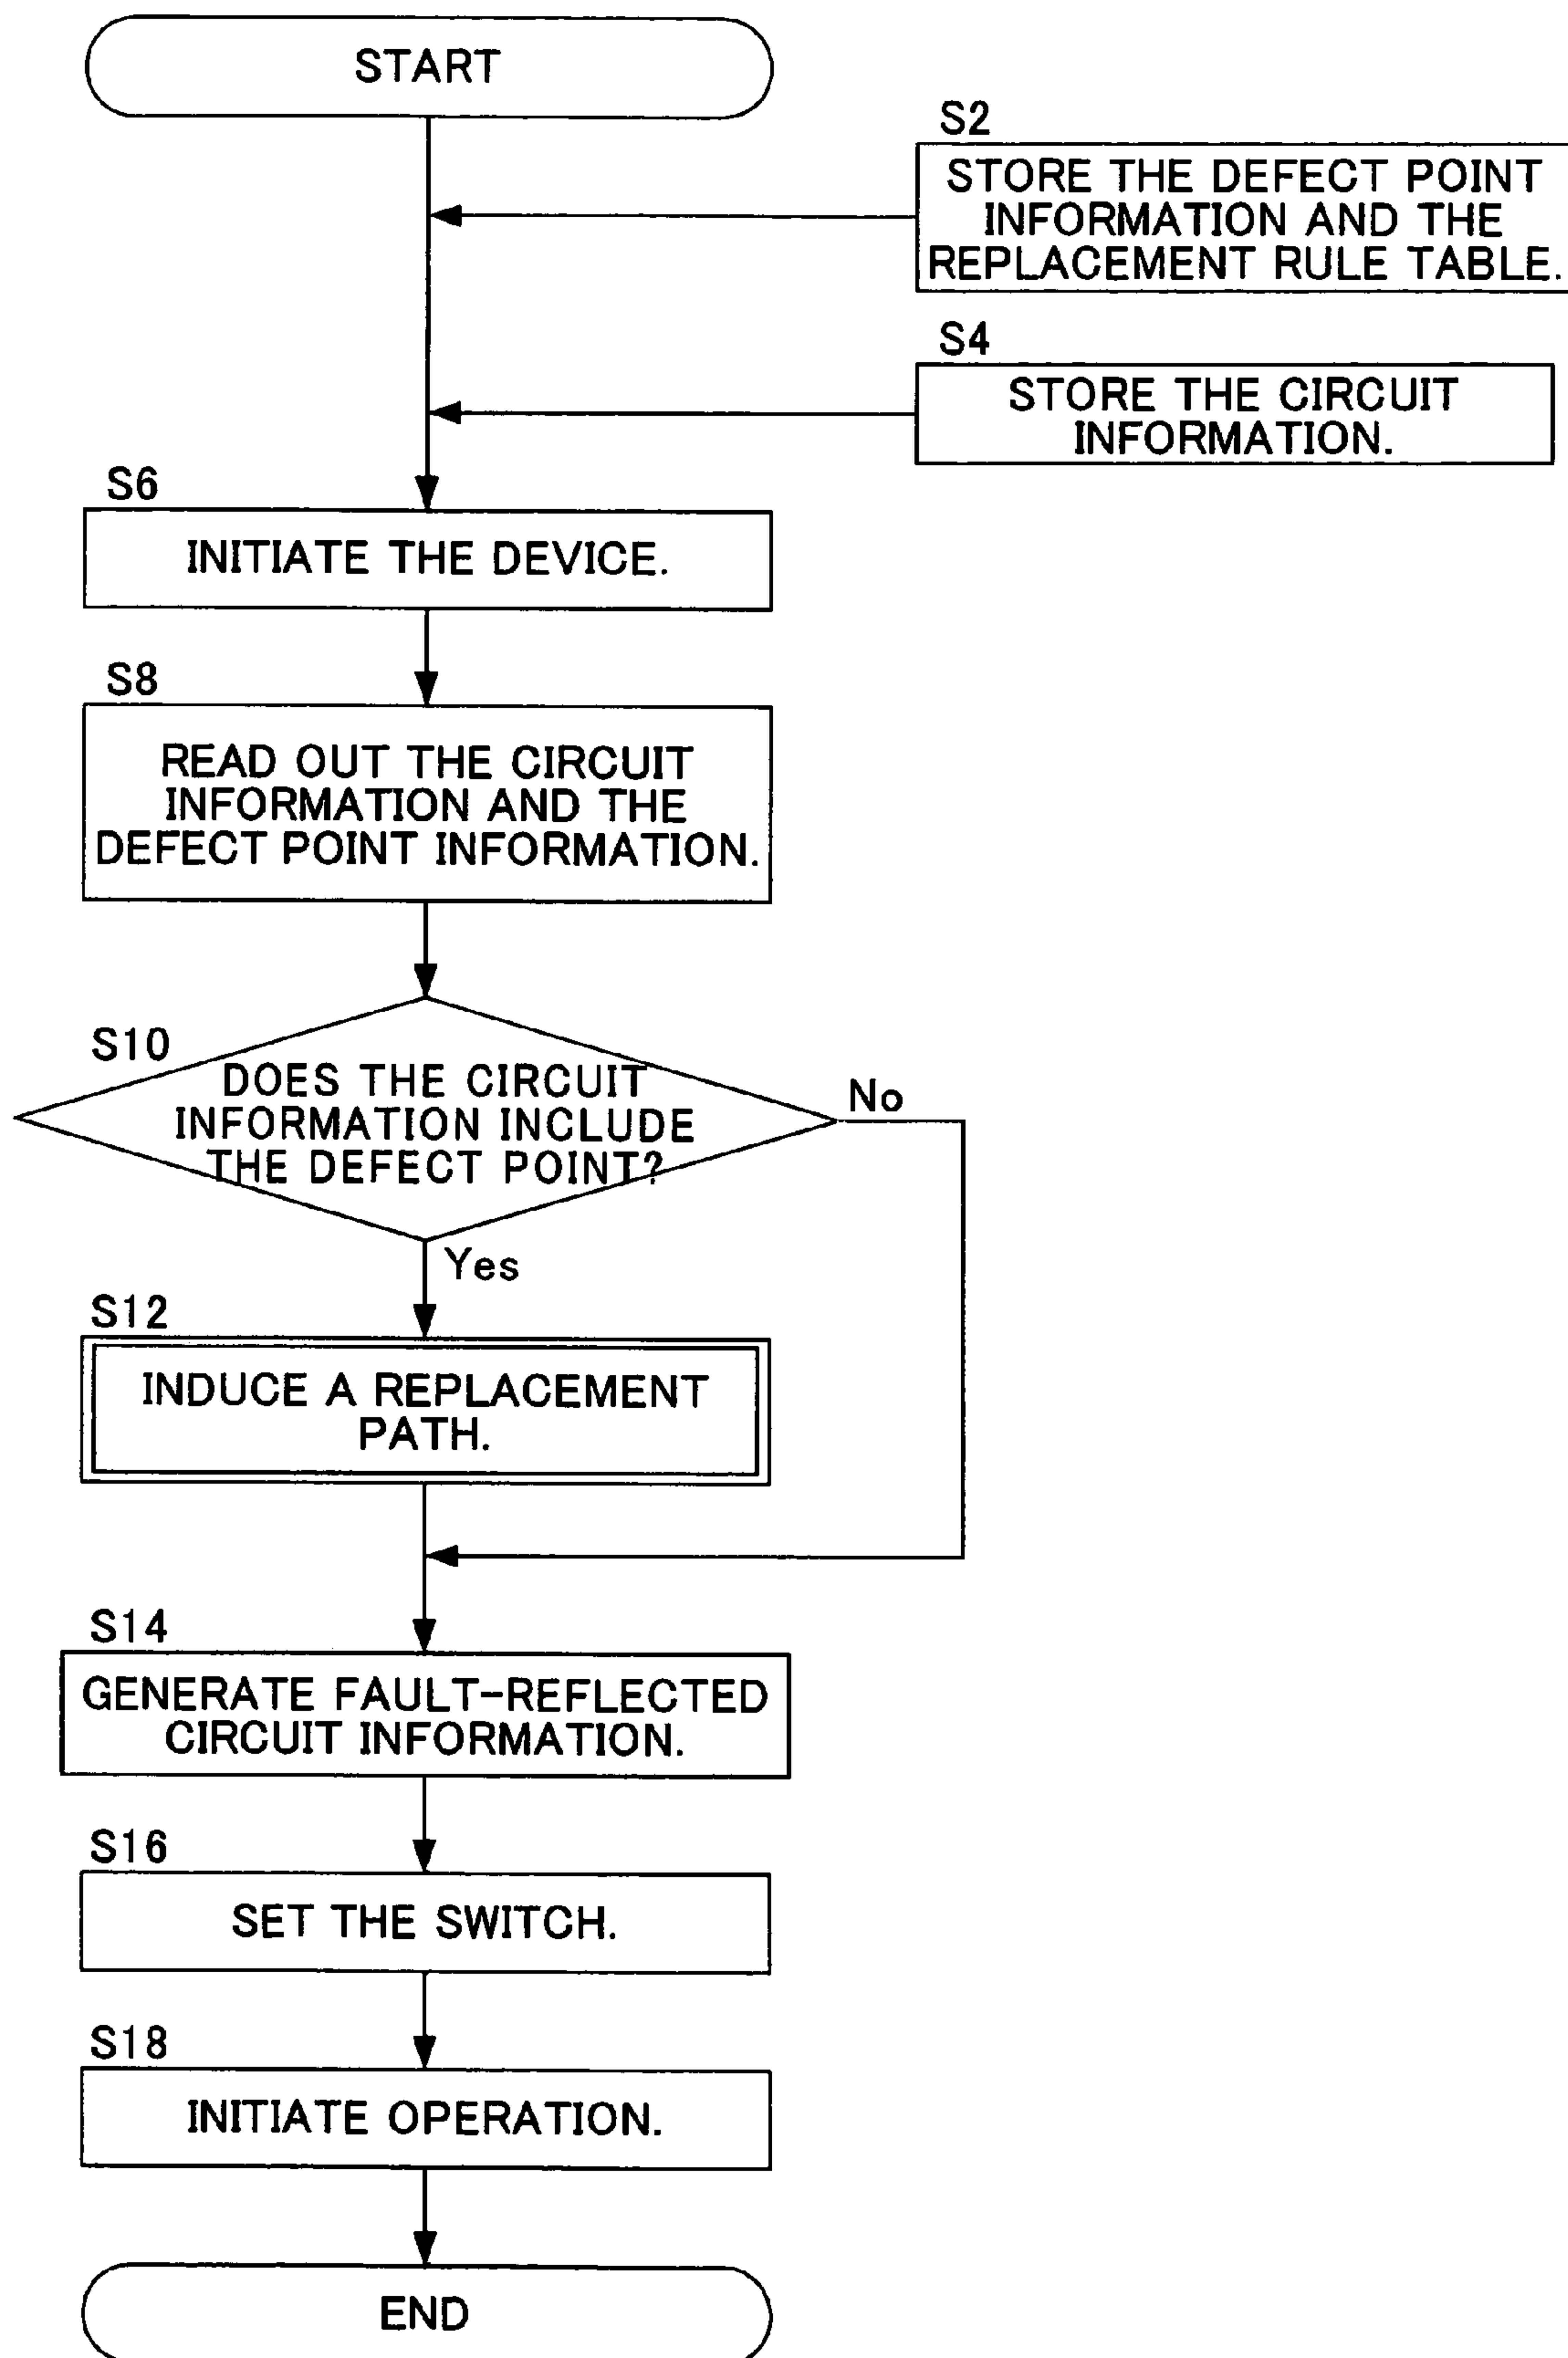 START
S2
STORE THE DEFECT POINT
INFORMATION AND THE
REPLACEMENT RULE TABLE.
S4
STORE THE CIRCUIT
INFORMATION.
S6
INITIATE THE DEVICE.
S8
READ OUT THE CIRCUIT
INFORMATION AND THE
DEFECT POINT INFORMATION.
S10
DOES THE CIRCUIT
INFORMATION INCLUDE
THE DEFECT POINT?
No
Yes
S12
INDUCE A REPLACEMENT
PATH.
S14
GENERATE FAULT-REFLECTED
CIRCUIT INFORMATION.
S16
SET THE SWITCH.
S18
INITIATE OPERATION.
END